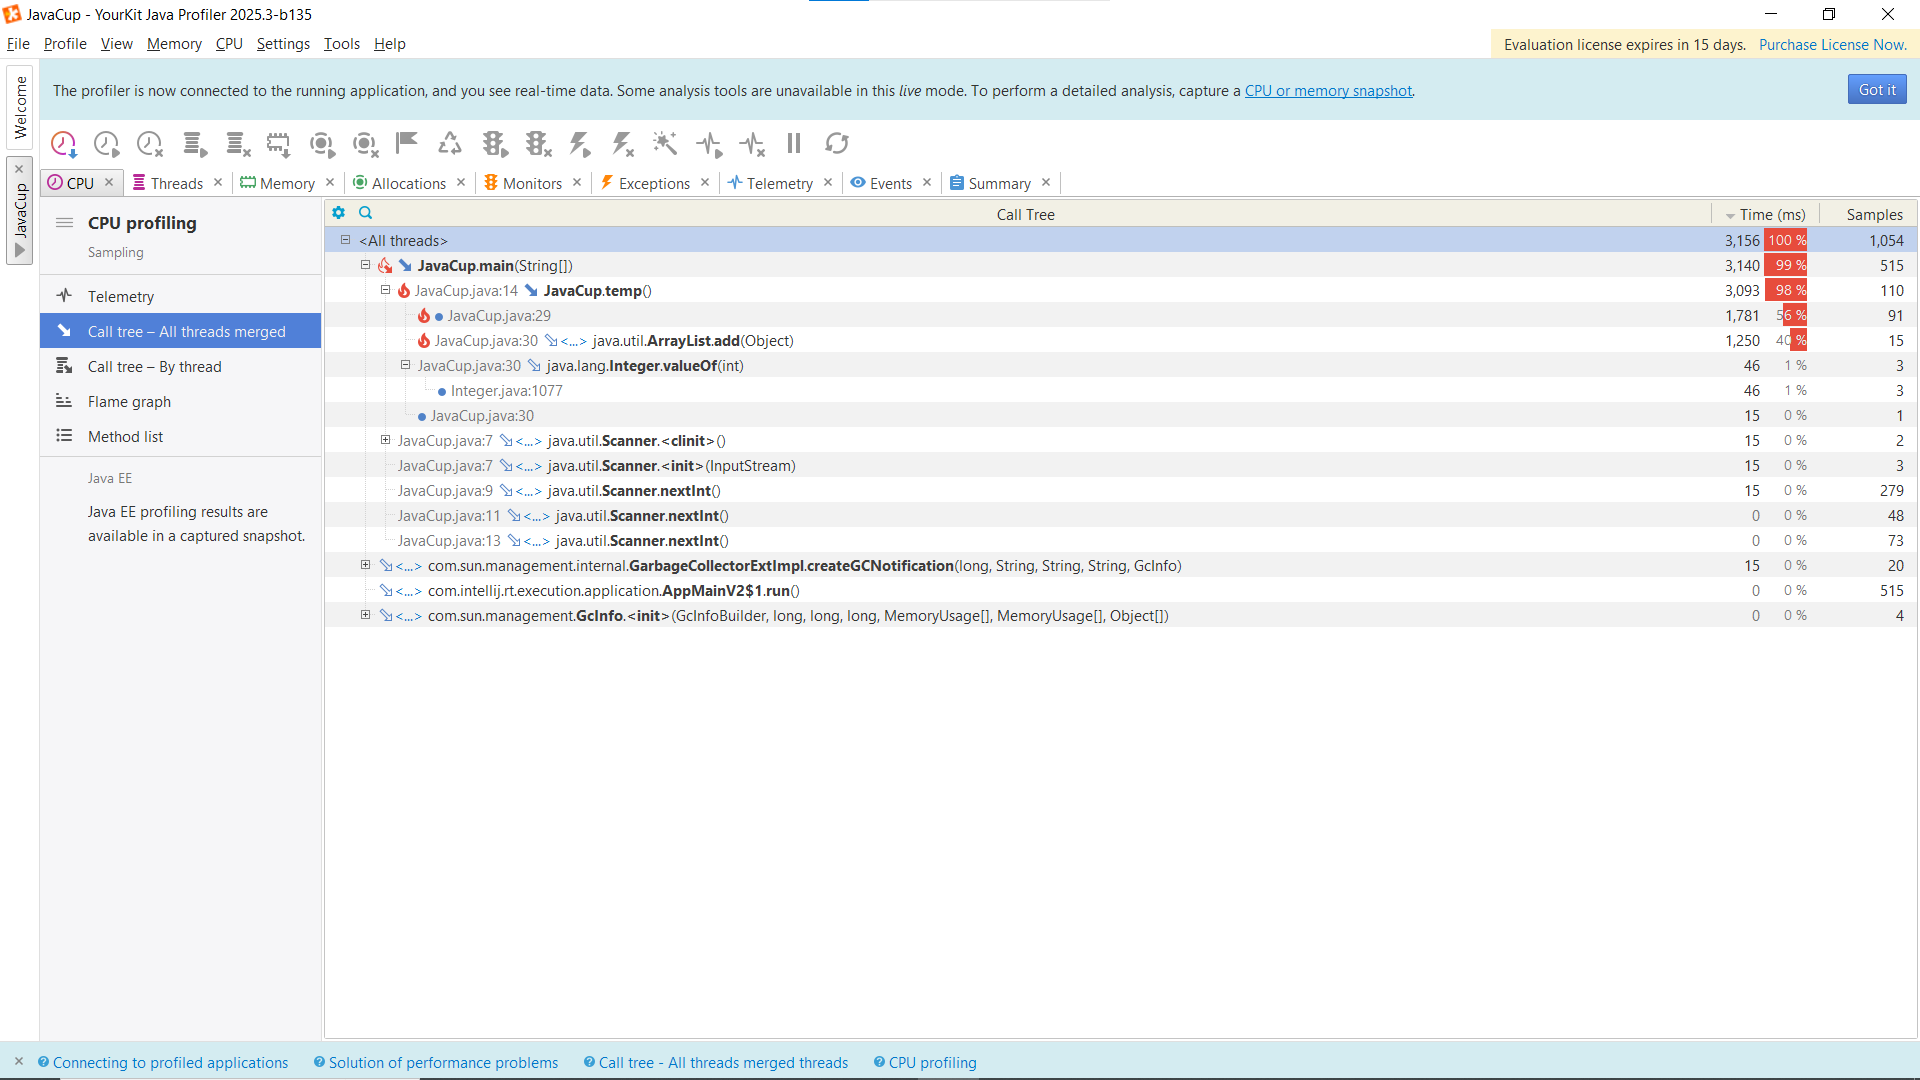 JavaCup - YourKit Java Profiler 2025.3-b135
File Profile View Memory CPU Settings Tools Help
Evaluation license expires in 15 days. Purchase License Now.
Welcome
JavaCup
The profiler is now connected to the running application, and you see real-time data. Some analysis tools are unavailable in this live mode. To perform a detailed analysis, capture a CPU or memory snapshot.
Got it
CPU Threads Memory Allocations Monitors Exceptions Telemetry Events Summary
CPU profiling
Sampling
Telemetry
Call tree – All threads merged
Call tree – By thread
Flame graph
Method list
Java EE
Java EE profiling results are
available in a captured snapshot.
Call Tree Time (ms) Samples
<All threads> 3,156 100 % 1,054
JavaCup.main(String[]) 3,140 99 % 515
JavaCup.java:14 JavaCup.temp() 3,093 98 % 110
JavaCup.java:29 1,781 56 % 91
JavaCup.java:30 <...> java.util.ArrayList.add(Object) 1,250 40 % 15
JavaCup.java:30 java.lang.Integer.valueOf(int) 46 1 % 3
Integer.java:1077 46 1 % 3
JavaCup.java:30 15 0 % 1
JavaCup.java:7 <...> java.util.Scanner.<clinit>() 15 0 % 2
JavaCup.java:7 <...> java.util.Scanner.<init>(InputStream) 15 0 % 3
JavaCup.java:9 <...> java.util.Scanner.nextInt() 15 0 % 279
JavaCup.java:11 <...> java.util.Scanner.nextInt() 0 0 % 48
JavaCup.java:13 <...> java.util.Scanner.nextInt() 0 0 % 73
<...> com.sun.management.internal.GarbageCollectorExtImpl.createGCNotification(long, String, String, String, GcInfo) 15 0 % 20
<...> com.intellij.rt.execution.application.AppMainV2$1.run() 0 0 % 515
<...> com.sun.management.GcInfo.<init>(GcInfoBuilder, long, long, long, MemoryUsage[], MemoryUsage[], Object[]) 0 0 % 4
Connecting to profiled applications Solution of performance problems Call tree - All threads merged threads CPU profiling